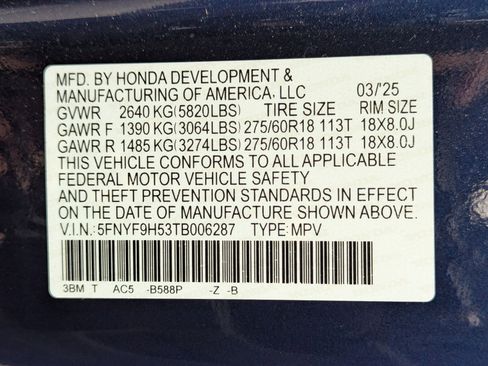 MFD. BY HONDA DEVELOPMENT &
MANUFACTURING OF AMERICA, LLC 03/'25
GVWR 2640 KG(5820LBS) TIRE SIZE RIM SIZE
GAWR F 1390 KG(3064LBS) 275/60R18 113T 18X8.0J
GAWR R 1485 KG(3274LBS) 275/60R18 113T 18X8.0J
THIS VEHICLE CONFORMS TO ALL APPLICABLE
FEDERAL MOTOR VEHICLE SAFETY
AND THEFT PREVENTION STANDARDS IN EFFECT
ON THE DATE OF MANUFACTURE SHOWN ABOVE.
V.I.N.:5FNYF9H53TB006287 TYPE:MPV
3BM T AC5 -B588P -Z -B